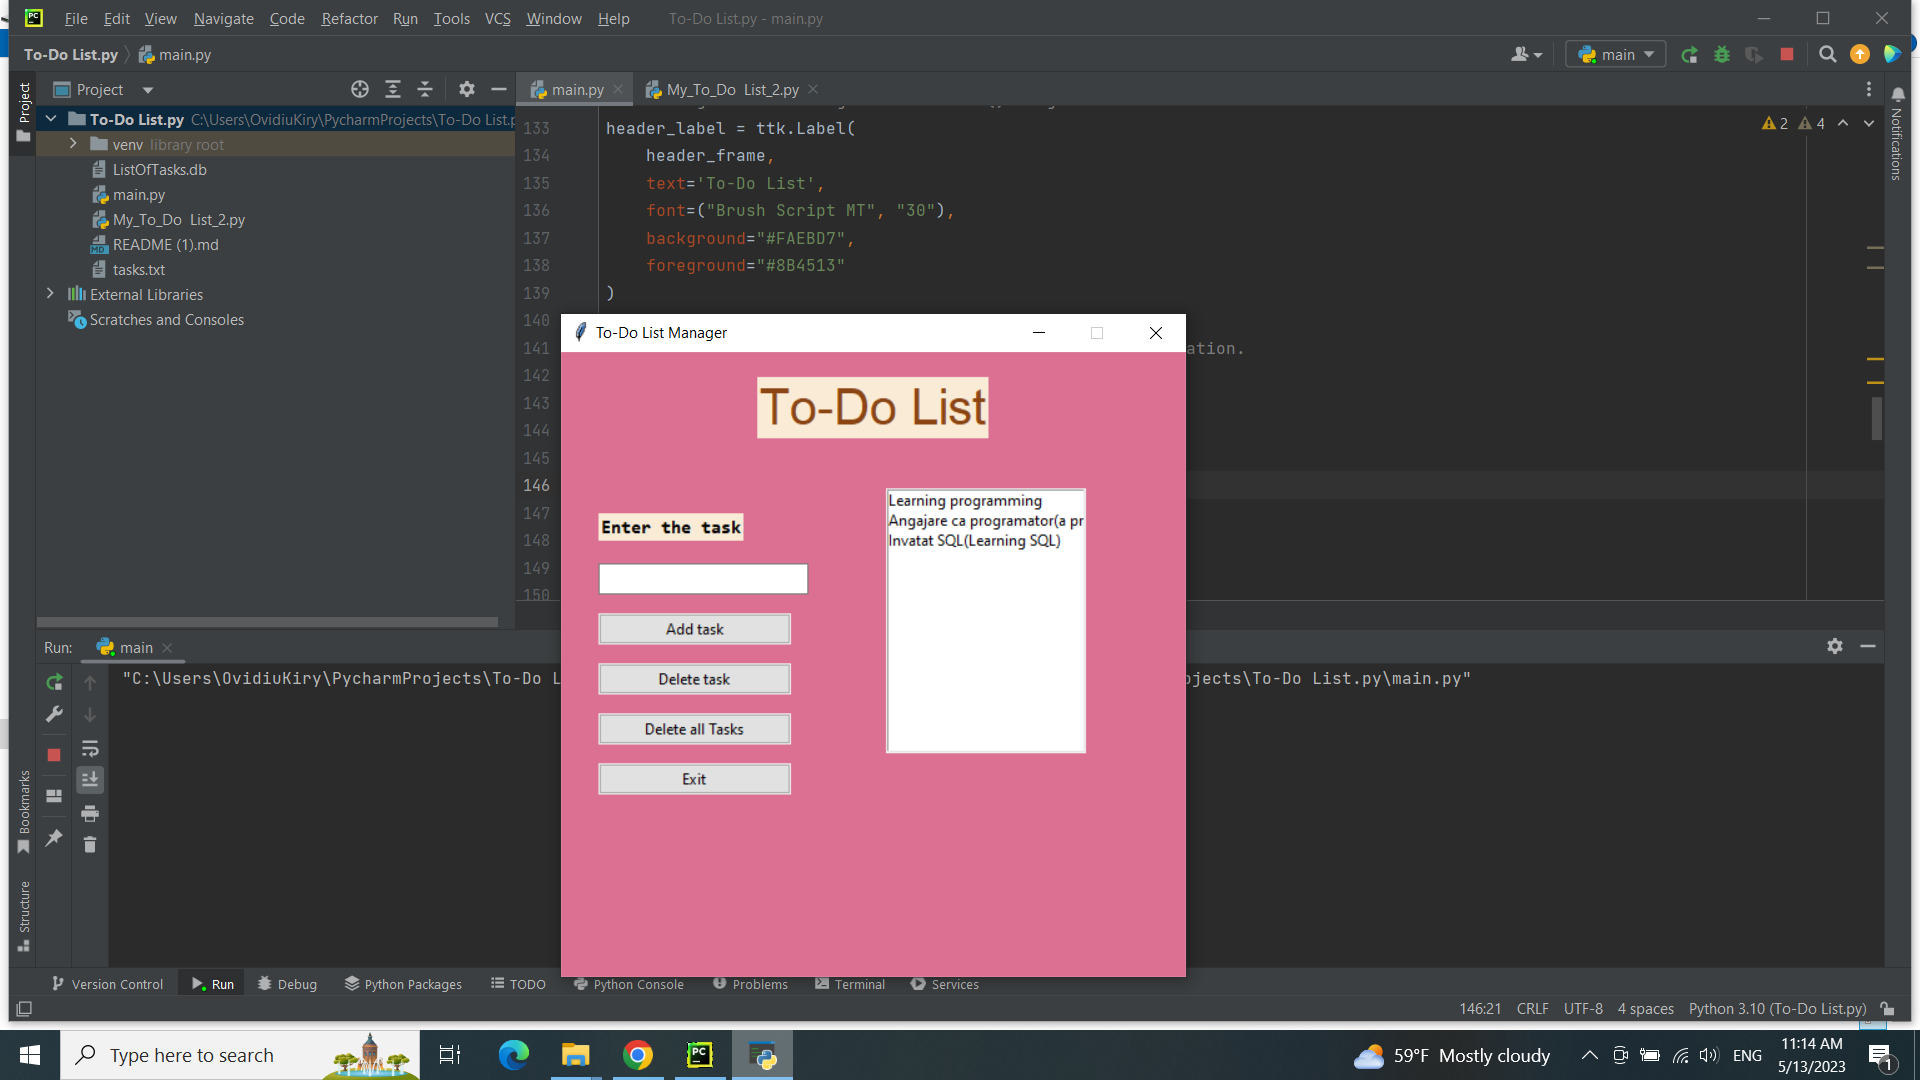 File Edit View Navigate Code Refactor Run Tools VCS Window Help To-Do List.py - main.py
To-Do List.py main.py
main
Project
Project
main.py
My_To_Do List_2.py
To-Do List.py C:\Users\OvidiuKiry\PycharmProjects\To-Do List.p
venv library root
ListOfTasks.db
main.py
My_To_Do List_2.py
README (1).md
tasks.txt
External Libraries
Scratches and Consoles
2 4
Notifications
133 header_label = ttk.Label(
134 header_frame,
135 text='To-Do List',
136 font=("Brush Script MT", "30"),
137 background="#FAEBD7",
138 foreground="#8B4513"
139 )
140
141 ation.
142
143
144
145
146
147
148
149
150
To-Do List Manager
To-Do List
Enter the task
Add task
Delete task
Delete all Tasks
Exit
Learning programming
Angajare ca programator(a pr
Invatat SQL(Learning SQL)
Run: main
"C:\Users\OvidiuKiry\PycharmProjects\To-Do L ojects\To-Do List.py\main.py"
Bookmarks
Structure
Version Control Run Debug Python Packages TODO Python Console Problems Terminal Services
146:21 CRLF UTF-8 4 spaces Python 3.10 (To-Do List.py)
Type here to search
59°F Mostly cloudy
ENG
11:14 AM
5/13/2023
1